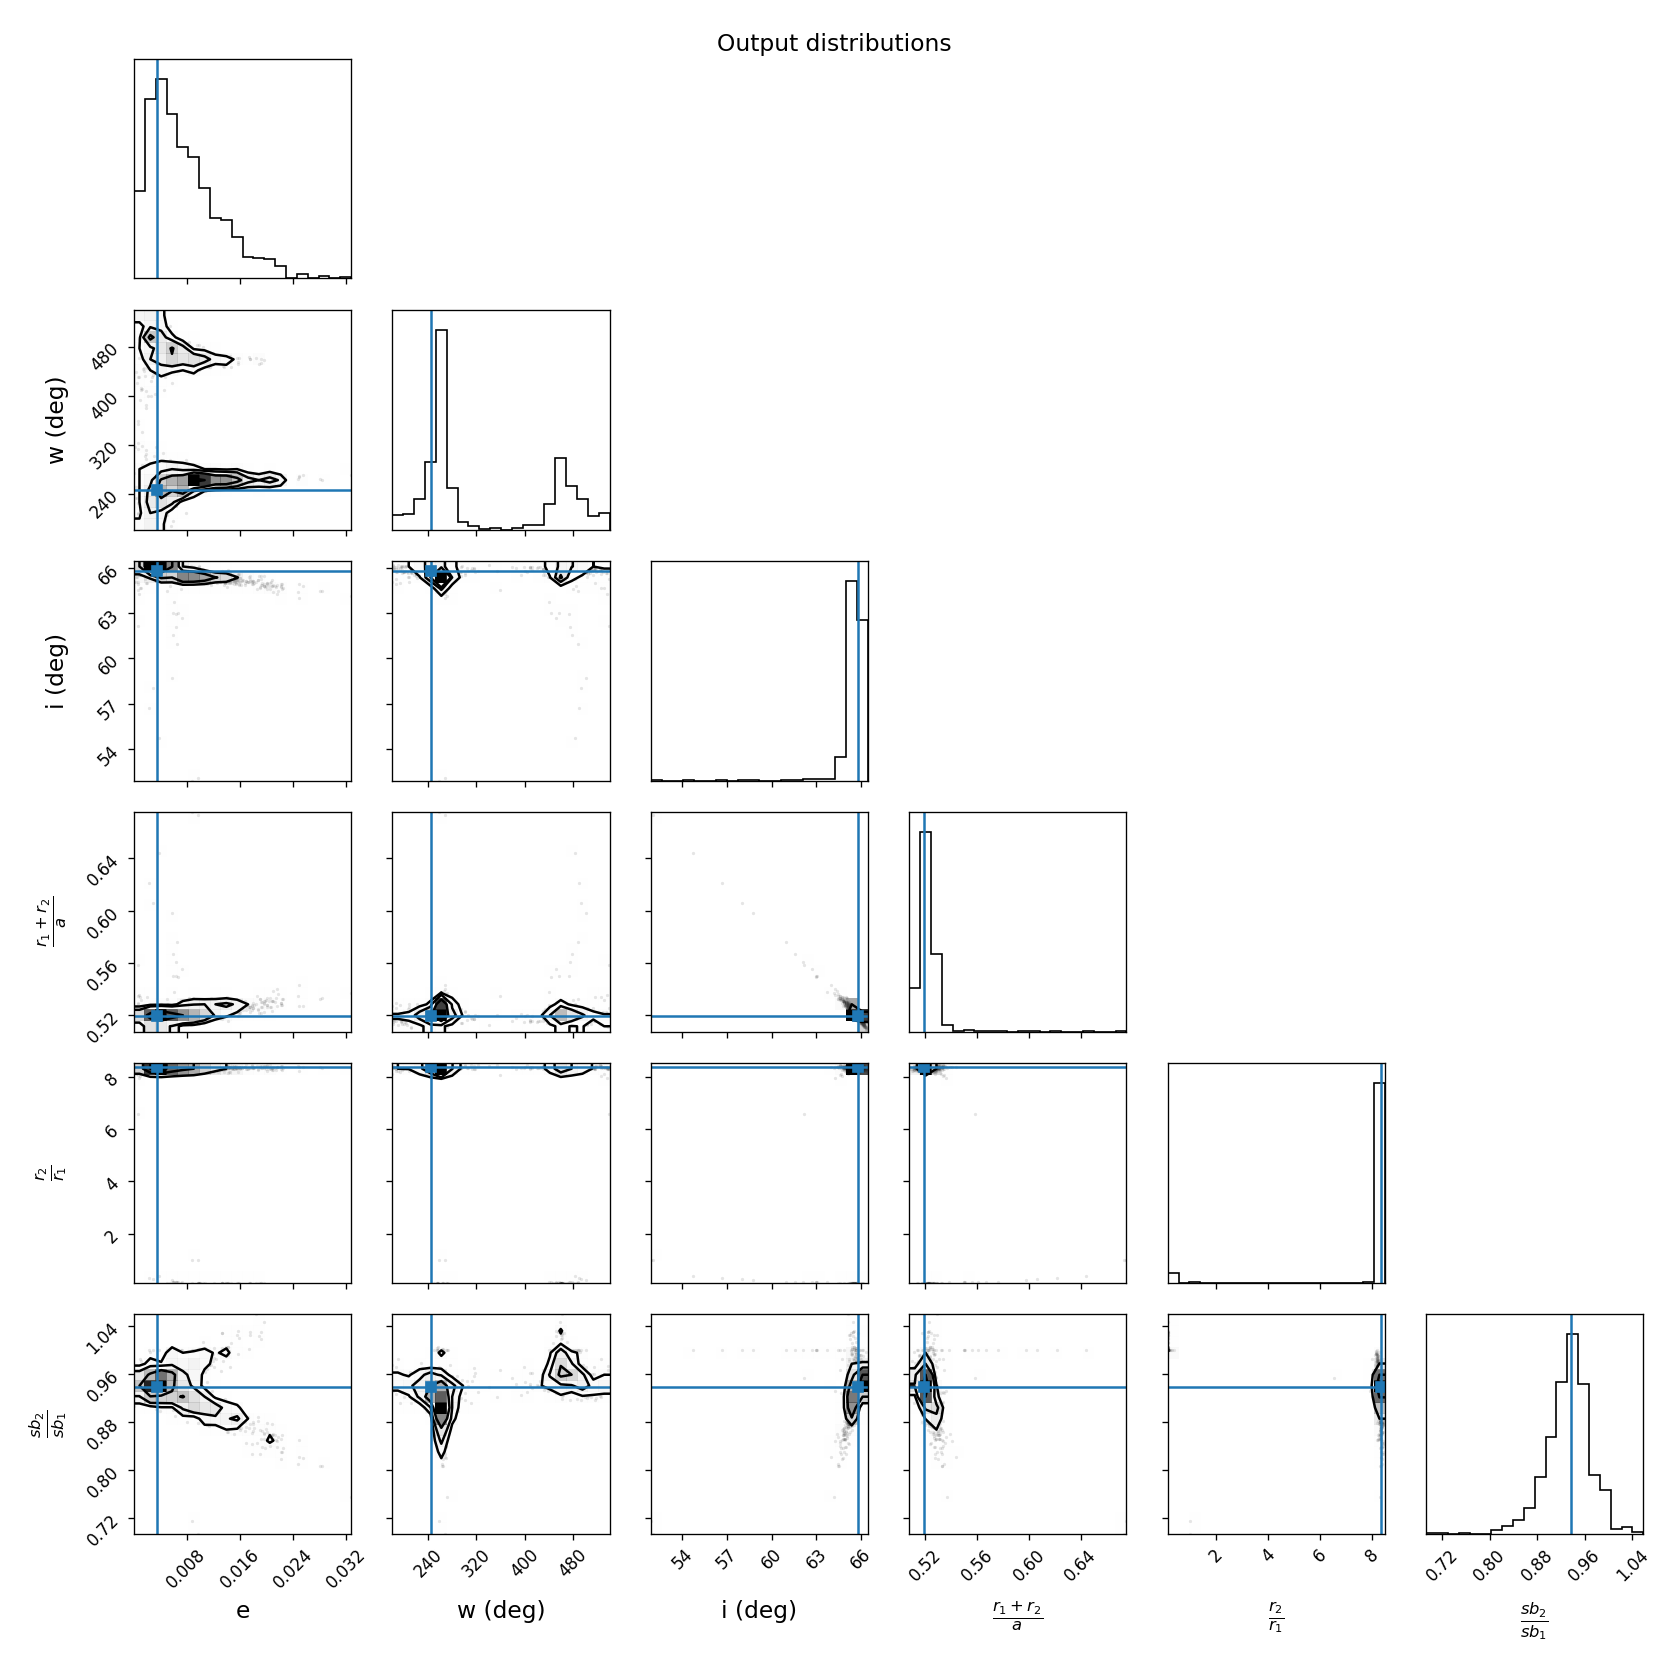 Output distributions
480
400
320
240
w (deg)
66
63
60
57
54
i (deg)
0.64
0.60
0.56
0.52
r₁ + r₂
a
8
6
4
2
r₂
r₁
1.04
0.96
0.88
0.80
0.72
sb₂
sb₁
0.008 0.016 0.024 0.032 240 320 400 480 54 57 60 63 66 0.52 0.56 0.60 0.64 2 4 6 8 0.72 0.80 0.88 0.96 1.04
e w (deg) i (deg) r₁ + r₂ r₂ sb₂
a r₁ sb₁